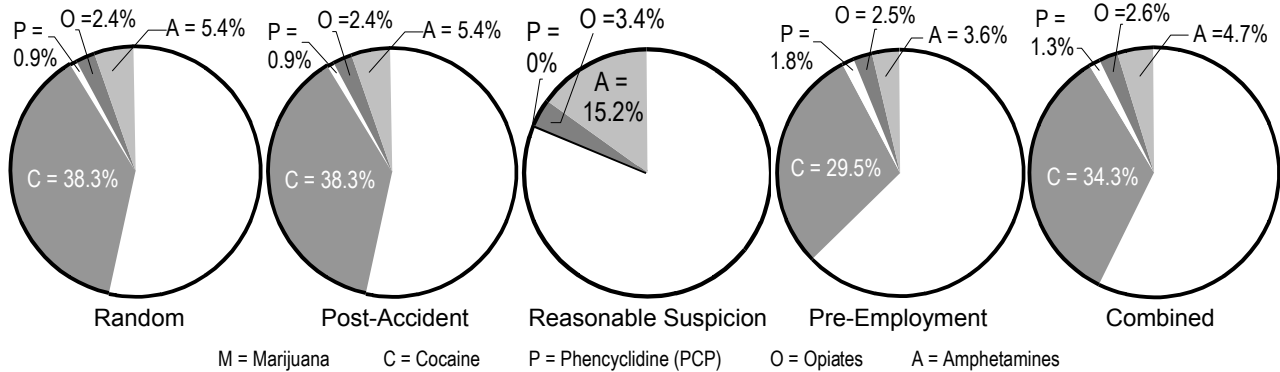 P =
0.9%
O =2.4%
A = 5.4%
C = 38.3%
Random
P =
0.9%
O =2.4%
A = 5.4%
C = 38.3%
Post-Accident
P =
0%
O =3.4%
A =
15.2%
Reasonable Suspicion
P =
1.8%
O = 2.5%
A = 3.6%
C = 29.5%
Pre-Employment
P =
1.3%
O = 2.6%
A =4.7%
C = 34.3%
Combined
M = Marijuana C = Cocaine P = Phencyclidine (PCP) O = Opiates A = Amphetamines